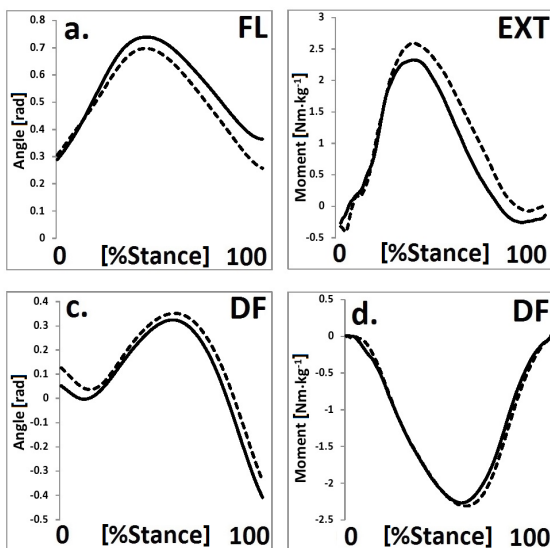 a. FL
0.8
0.7
0.6
0.5
0.4
0.3
0.2
0.1
0
Angle [rad]
0 [%Stance] 100
EXT
3
2.5
2
1.5
1
0.5
0
-0.5
Moment [Nm·kg⁻¹]
0 [%Stance] 100
c. DF
0.4
0.3
0.2
0.1
0
-0.1
-0.2
-0.3
-0.4
-0.5
Angle [rad]
0 [%Stance] 100
d. DF
0.5
0
-0.5
-1
-1.5
-2
-2.5
Moment [Nm·kg⁻¹]
0 [%Stance] 100